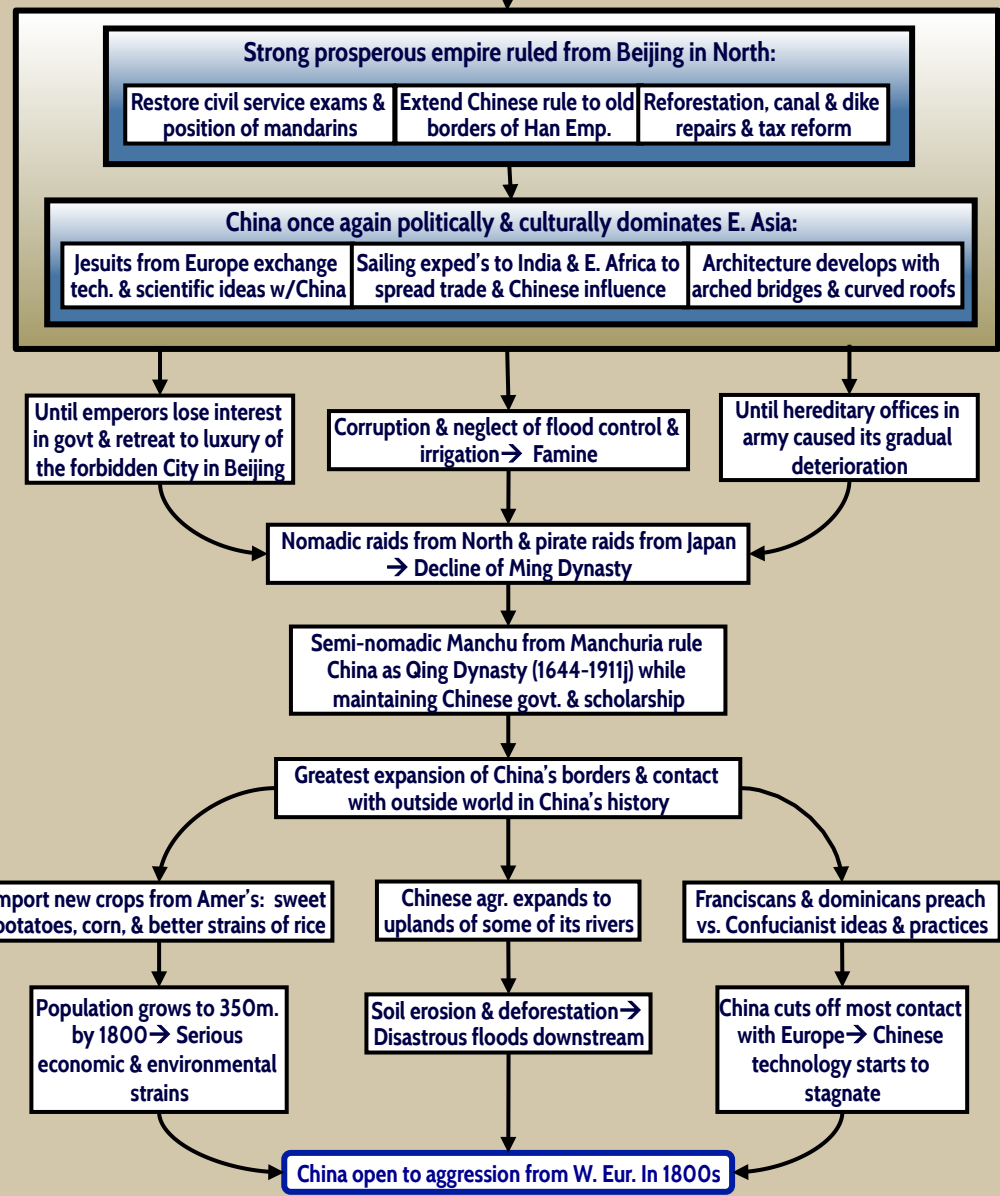 Strong prosperous empire ruled from Beijing in North:
Restore civil service exams &
position of mandarins
Extend Chinese rule to old
borders of Han Emp.
Reforestation, canal & dike
repairs & tax reform
China once again politically & culturally dominates E. Asia:
Jesuits from Europe exchange
tech. & scientific ideas w/China
Sailing exped's to India & E. Africa to
spread trade & Chinese influence
Architecture develops with
arched bridges & curved roofs
Until emperors lose interest
in govt & retreat to luxury of
the forbidden City in Beijing
Corruption & neglect of flood control &
irrigation→ Famine
Until hereditary offices in
army caused its gradual
deterioration
Nomadic raids from North & pirate raids from Japan
→ Decline of Ming Dynasty
Semi-nomadic Manchu from Manchuria rule
China as Qing Dynasty (1644-1911j) while
maintaining Chinese govt. & scholarship
Greatest expansion of China's borders & contact
with outside world in China's history
mport new crops from Amer's: sweet
potatoes, corn, & better strains of rice
Chinese agr. expands to
uplands of some of its rivers
Franciscans & dominicans preach
vs. Confucianist ideas & practices
Population grows to 350m.
by 1800→ Serious
economic & environmental
strains
Soil erosion & deforestation→
Disastrous floods downstream
China cuts off most contact
with Europe→ Chinese
technology starts to
stagnate
China open to aggression from W. Eur. In 1800s